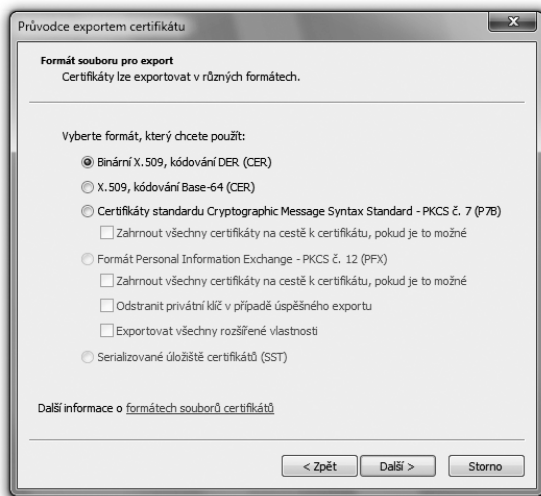 Průvodce exportem certifikátu
Formát souboru pro export
Certifikáty lze exportovat v různých formátech.
Vyberte formát, který chcete použít:
Binární X.509, kódování DER (CER)
X.509, kódování Base-64 (CER)
Certifikáty standardu Cryptographic Message Syntax Standard - PKCS č. 7 (P7B)
Zahrnout všechny certifikáty na cestě k certifikátu, pokud je to možné
Formát Personal Information Exchange - PKCS č. 12 (PFX)
Zahrnout všechny certifikáty na cestě k certifikátu, pokud je to možné
Odstranit privátní klíč v případě úspěšného exportu
Exportovat všechny rozšířené vlastnosti
Serializované úložiště certifikátů (SST)
Další informace o formátech souborů certifikátů
< Zpět Další > Storno